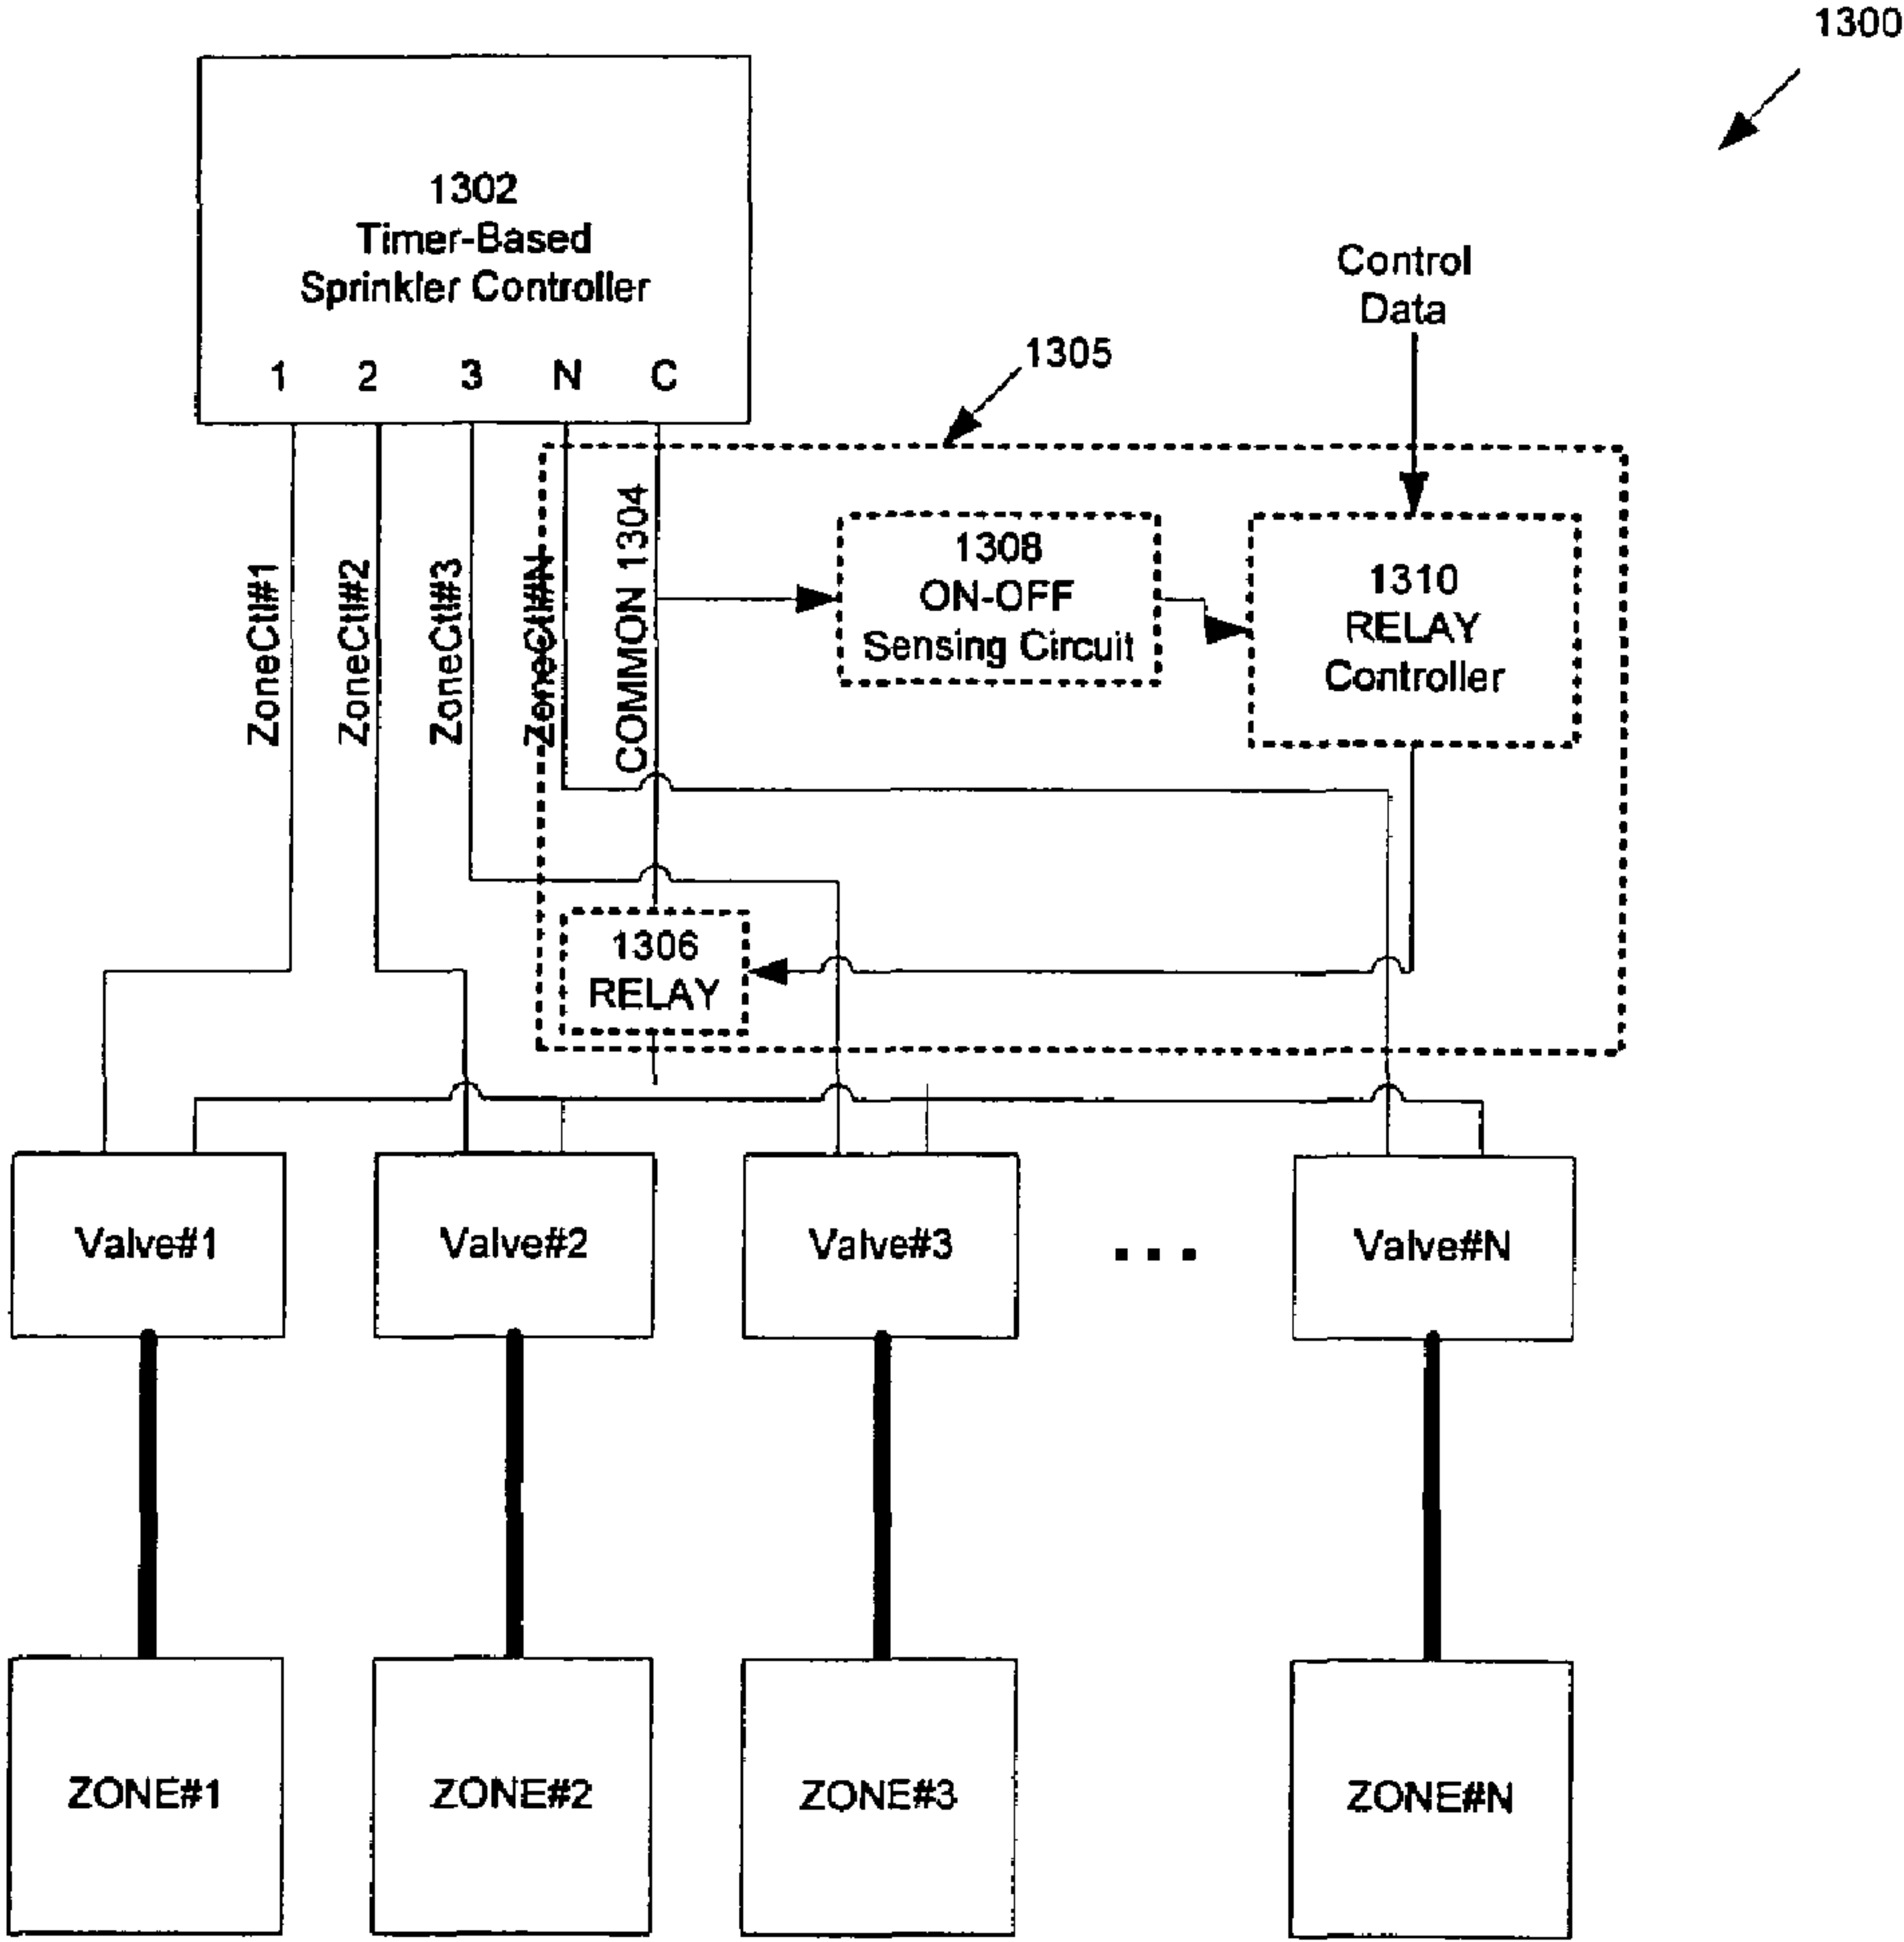 1300
1302
Timer-Based
Sprinkler Controller
1 2 3 N C
Control
Data
1305
ZoneCtl#1
ZoneCtl#2
ZoneCtl#3
ZoneCtl#N
COMMON 1304
1308
ON-OFF
Sensing Circuit
1310
RELAY
Controller
1306
RELAY
Valve#1
Valve#2
Valve#3
...
Valve#N
ZONE#1
ZONE#2
ZONE#3
ZONE#N